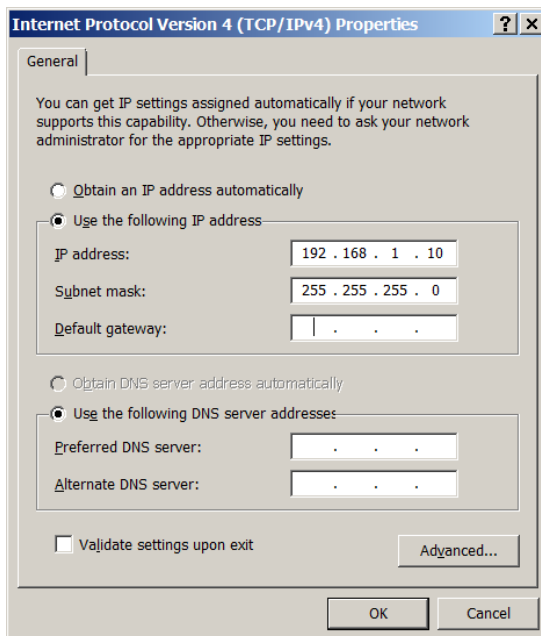 Internet Protocol Version 4 (TCP/IPv4) Properties
General
You can get IP settings assigned automatically if your network
supports this capability. Otherwise, you need to ask your network
administrator for the appropriate IP settings.
Obtain an IP address automatically
Use the following IP address
IP address: 192 . 168 . 1 . 10
Subnet mask: 255 . 255 . 255 . 0
Default gateway: . . .
Obtain DNS server address automatically
Use the following DNS server addresses:
Preferred DNS server: . . .
Alternate DNS server: . . .
Validate settings upon exit
Advanced...
OK Cancel